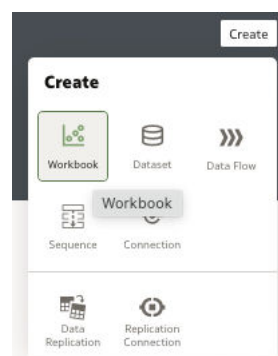 Create
Create
Workbook
Dataset
Data Flow
Workbook
Sequence
Connection
Data
Replication
Replication
Connection